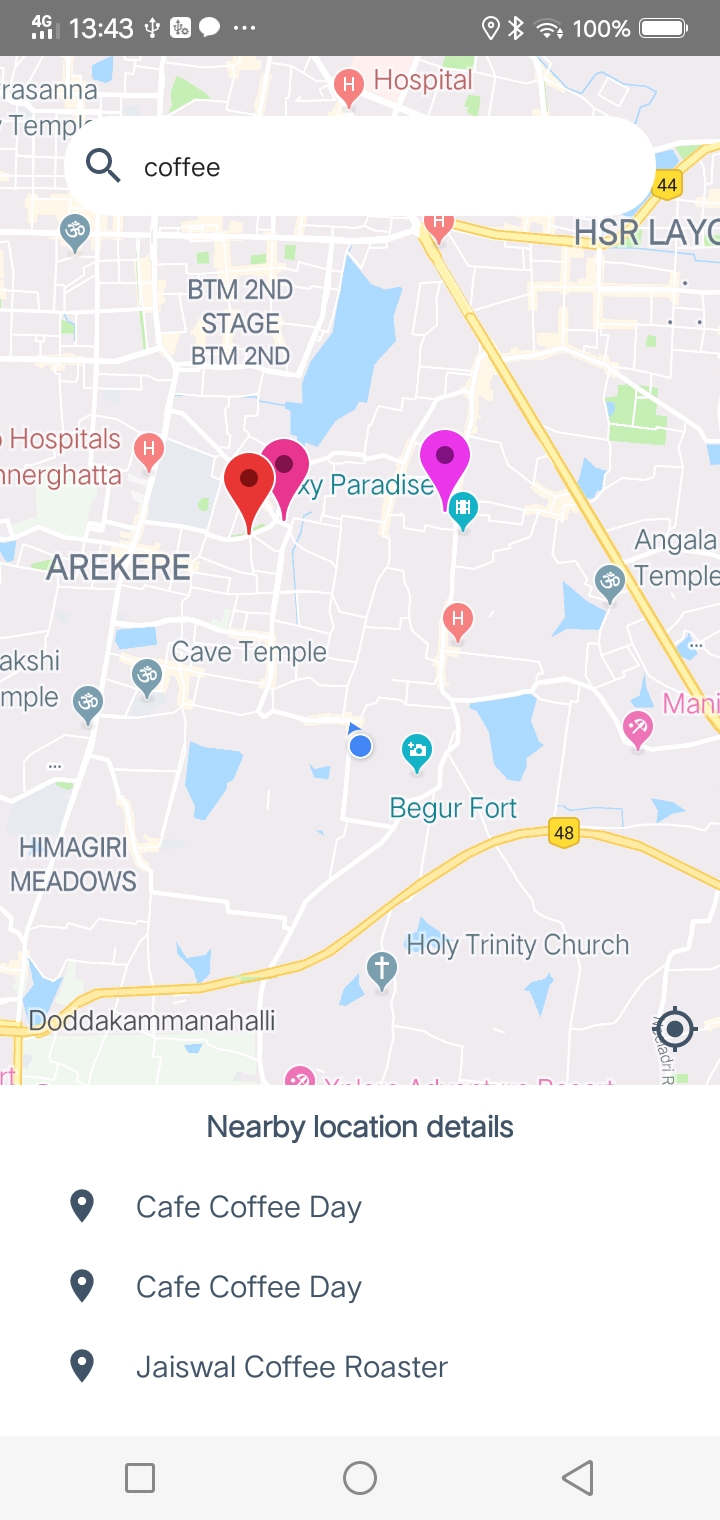 4G 13:43 100%
rasanna
Temple
Hospital
coffee
44
HSR LAYO
BTM 2ND
STAGE
BTM 2ND
Hospitals
nnerghatta
xy Paradise
AREKERE
Angala
Temple
akshi
mple
Cave Temple
Mani
Begur Fort
48
HIMAGIRI
MEADOWS
Holy Trinity Church
Doddakammanahalli
rt
Nearby location details
Cafe Coffee Day
Cafe Coffee Day
Jaiswal Coffee Roaster